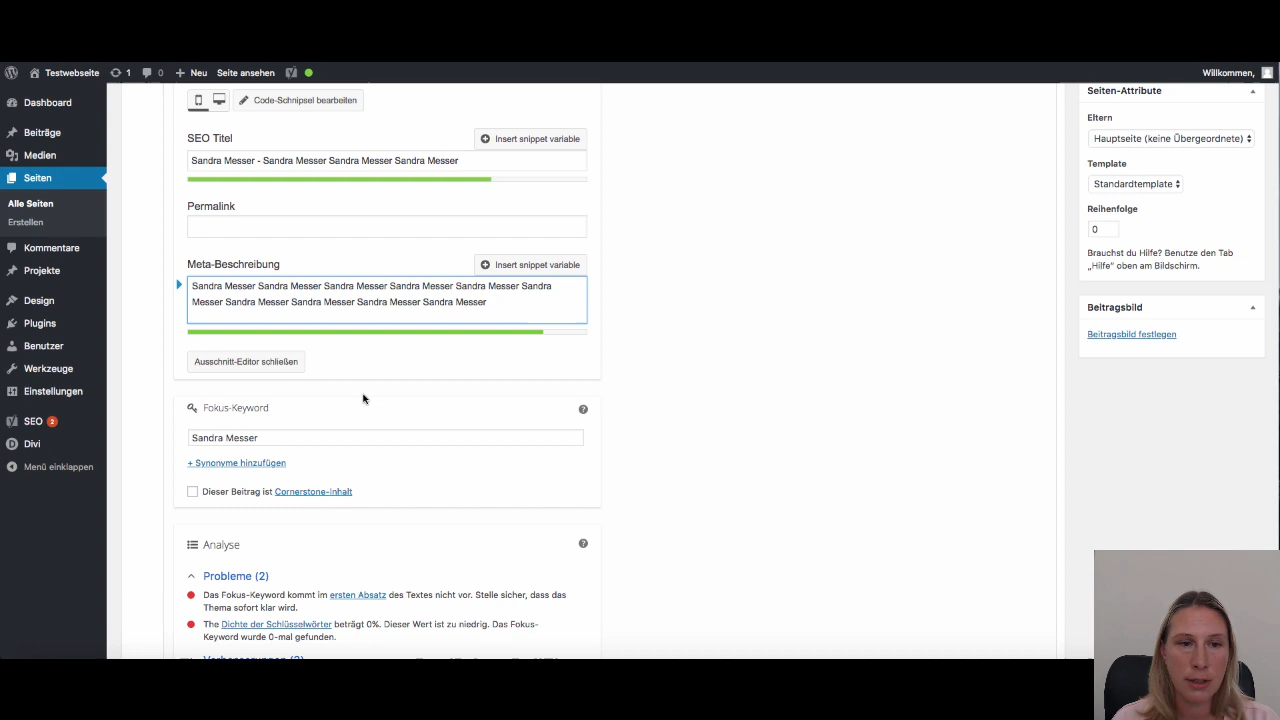 Testwebseite
1
0
Neu
Seite ansehen
Willkommen,
Dashboard
Beiträge
Medien
Seiten
Alle Seiten
Erstellen
Kommentare
Projekte
Design
Plugins
Benutzer
Werkzeuge
Einstellungen
SEO 2
Divi
Menü einklappen
Code-Schnipsel bearbeiten
SEO Titel
Insert snippet variable
Sandra Messer - Sandra Messer Sandra Messer Sandra Messer
Permalink
Meta-Beschreibung
Insert snippet variable
Sandra Messer Sandra Messer Sandra Messer Sandra Messer Sandra Messer Sandra
Messer Sandra Messer Sandra Messer Sandra Messer Sandra Messer
Ausschnitt-Editor schließen
Fokus-Keyword
Sandra Messer
+ Synonyme hinzufügen
Dieser Beitrag ist Cornerstone-Inhalt
Analyse
Probleme (2)
Das Fokus-Keyword kommt im ersten Absatz des Textes nicht vor. Stelle sicher, dass das
Thema sofort klar wird.
The Dichte der Schlüsselwörter beträgt 0%. Dieser Wert ist zu niedrig. Das Fokus-
Keyword wurde 0-mal gefunden.
Seiten-Attribute
Eltern
Hauptseite (keine Übergeordnete)
Template
Standardtemplate
Reihenfolge
0
Brauchst du Hilfe? Benutze den Tab
„Hilfe“ oben am Bildschirm.
Beitragsbild
Beitragsbild festlegen